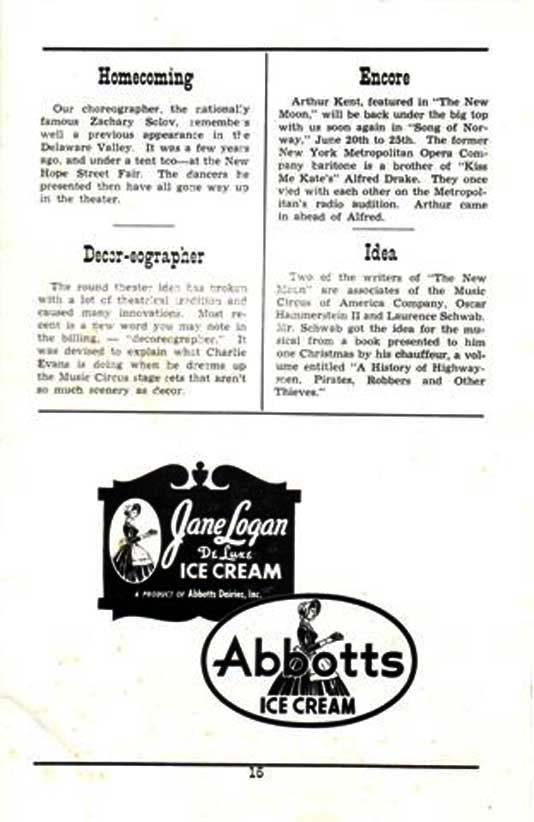 Homecoming
Our choreographer, the nationally
famous Zachary Solov, remembers
well a previous appearance in the
Delaware Valley. It was a few years
ago, and under a tent too—at the New
Hope Street Fair. The dancers he
presented then have all gone way up
in the theater.
Decor-eographer
The round theater idea has broken
with a lot of theatrical tradition and
caused many innovations. Most re-
cent is a new word you may note in
the billing, — "decoreographer." It
was devised to explain what Charlie
Evans is doing when he dreams up
the Music Circus stage sets that aren't
so much scenery as decor.
Encore
Arthur Kent, featured in "The New
Moon," will be back under the big top
with us soon again in "Song of Nor-
way," June 20th to 25th. The former
New York Metropolitan Opera Com-
pany baritone is a brother of "Kiss
Me Kate's" Alfred Drake. They once
vied with each other on the Metropol-
itan's radio audition. Arthur came
in ahead of Alfred.
Idea
Two of the writers of "The New
Moon" are associates of the Music
Circus of America Company, Oscar
Hammerstein II and Laurence Schwab.
Mr. Schwab got the idea for the mu-
sical from a book presented to him
one Christmas by his chauffeur, a vol-
ume entitled "A History of Highway-
men, Pirates, Robbers and Other
Thieves."
Jane Logan
De Luxe
ICE CREAM
A PRODUCT OF Abbotts Dairies, Inc.
Abbotts
ICE CREAM
16